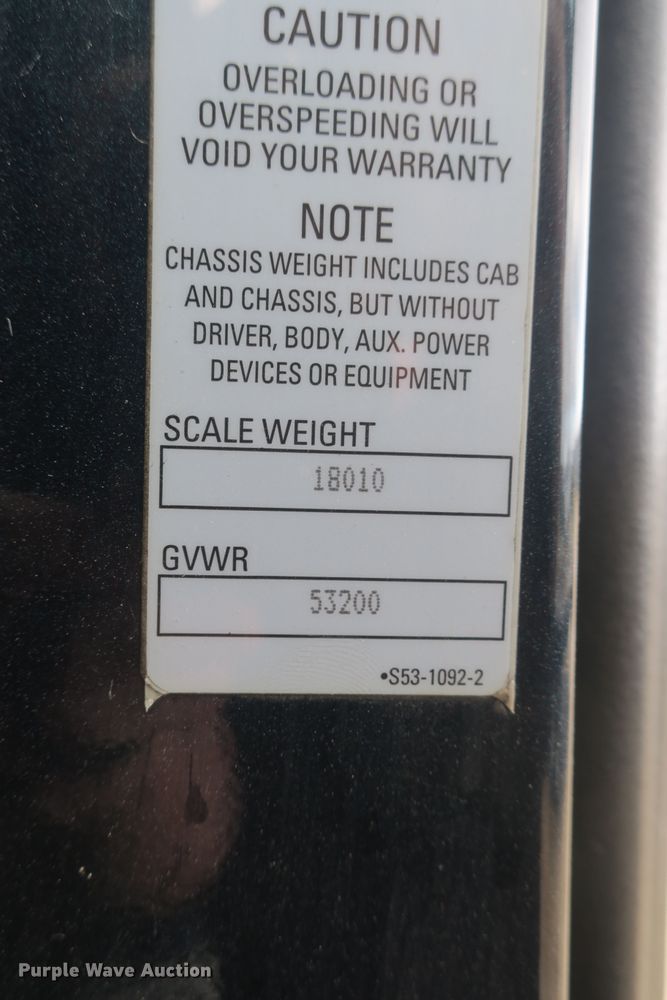 CAUTION
OVERLOADING OR
OVERSPEEDING WILL
VOID YOUR WARRANTY
NOTE
CHASSIS WEIGHT INCLUDES CAB
AND CHASSIS, BUT WITHOUT
DRIVER, BODY, AUX. POWER
DEVICES OR EQUIPMENT
SCALE WEIGHT
18010
GVWR
53200
•S53-1092-2
Purple Wave Auction